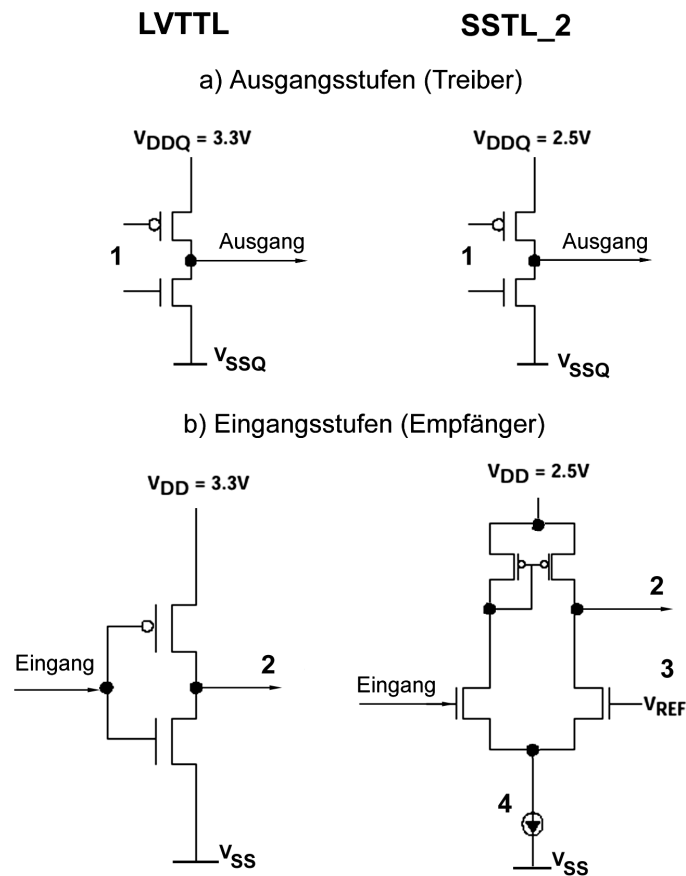 LVTTL SSTL_2
a) Ausgangsstufen (Treiber)
VDDQ = 3.3V VDDQ = 2.5V
1 Ausgang 1 Ausgang
VSSQ VSSQ
b) Eingangsstufen (Empfänger)
VDD = 3.3V VDD = 2.5V
Eingang 2 Eingang 2
3
VREF
4
VSS VSS